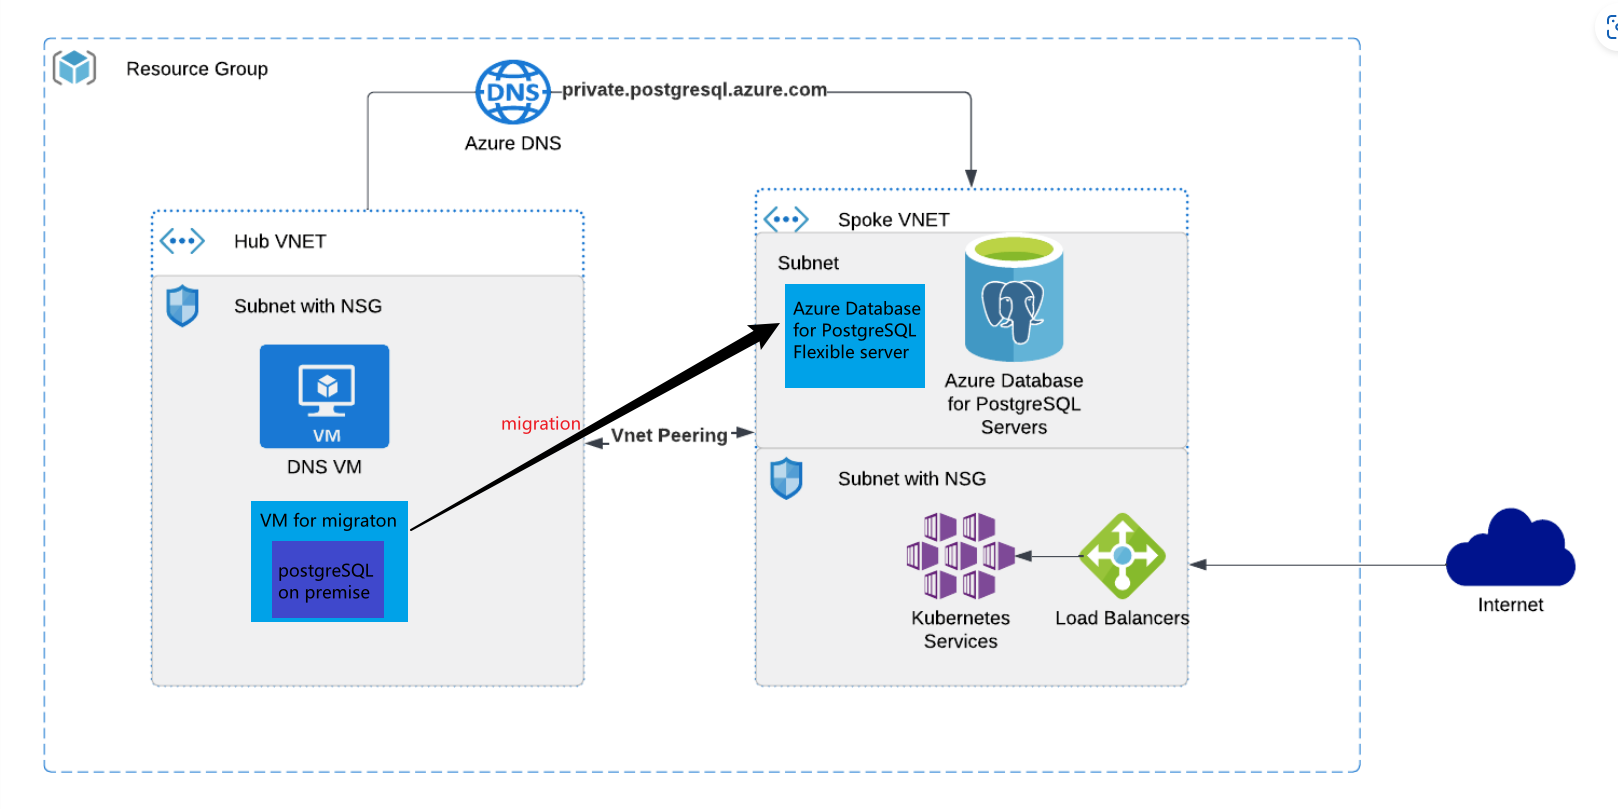 Resource Group
DNS
private.postgresql.azure.com
Azure DNS
Hub VNET
Subnet with NSG
VM
DNS VM
VM for migraton
postgreSQL
on premise
migration
Vnet Peering
Spoke VNET
Subnet
Azure Database
for PostgreSQL
Flexible server
Azure Database
for PostgreSQL
Servers
Subnet with NSG
Kubernetes
Services
Load Balancers
Internet